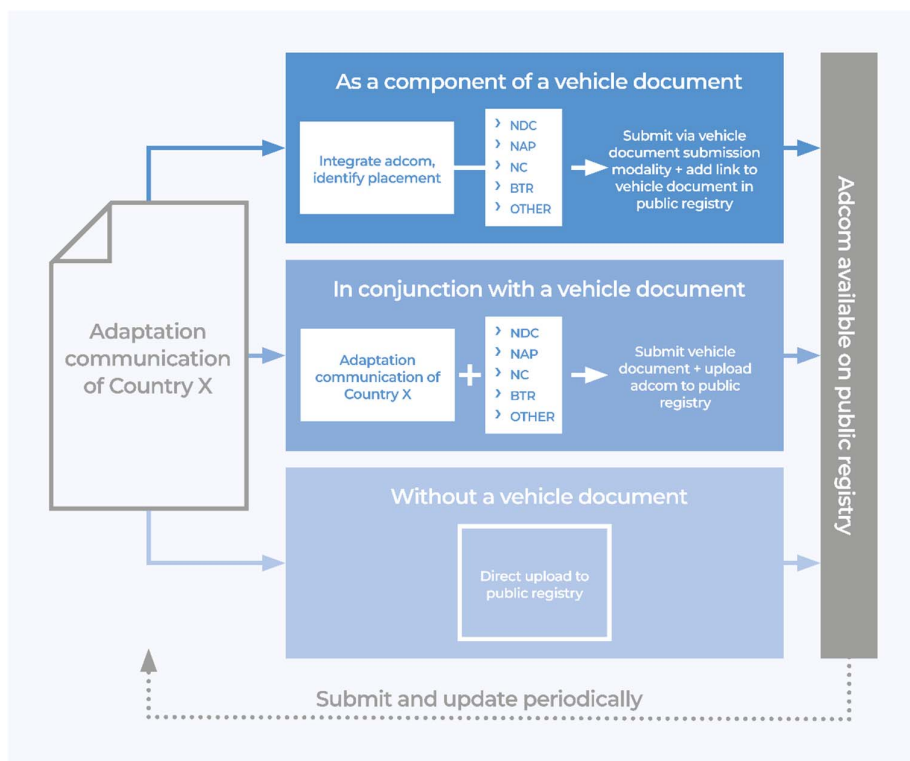 As a component of a vehicle document
Integrate adcom,
identify placement
› NDC
› NAP
› NC
› BTR
› OTHER
Submit via vehicle
document submission
modality + add link to
vehicle document in
public registry
Adaptation
communication
of Country X
In conjunction with a vehicle document
Adaptation
communication of
Country X
+
› NDC
› NAP
› NC
› BTR
› OTHER
Submit vehicle
document + upload
adcom to public
registry
Without a vehicle document
Direct upload to
public registry
Adcom available on public registry
Submit and update periodically